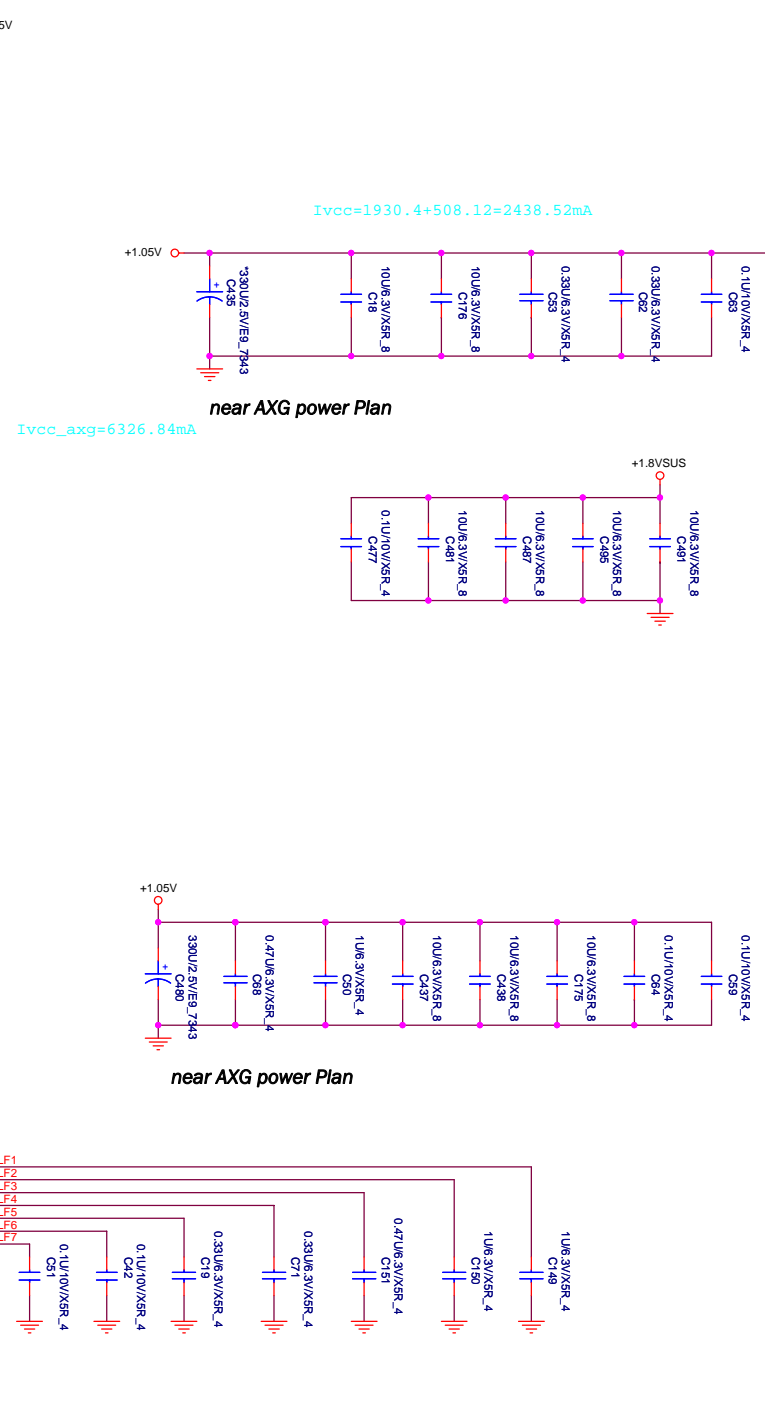 5V
Ivcc=1930.4+508.12=2438.52mA
+1.05V
*330U/2.5V/E9_7343
C435
10U/6.3V/X5R_8
C18
10U/6.3V/X5R_8
C176
0.33U/6.3V/X5R_4
C53
0.33U/6.3V/X5R_4
C62
0.1U/10V/X5R_4
C63
near AXG power Plan
Ivcc_axg=6326.84mA
+1.8VSUS
0.1U/10V/X5R_4
C477
10U/6.3V/X5R_8
C481
10U/6.3V/X5R_8
C487
10U/6.3V/X5R_8
C495
10U/6.3V/X5R_8
C491
+1.05V
330U/2.5V/E9_7343
C480
0.47U/6.3V/X5R_4
C68
1U/6.3V/X5R_4
C50
10U/6.3V/X5R_8
C437
10U/6.3V/X5R_8
C438
10U/6.3V/X5R_8
C175
0.1U/10V/X5R_4
C64
0.1U/10V/X5R_4
C59
near AXG power Plan
LF1
LF2
LF3
LF4
LF5
LF6
LF7
0.1U/10V/X5R_4
C51
0.1U/10V/X5R_4
C42
0.33U/6.3V/X5R_4
C19
0.33U/6.3V/X5R_4
C71
0.47U/6.3V/X5R_4
C151
1U/6.3V/X5R_4
C150
1U/6.3V/X5R_4
C149